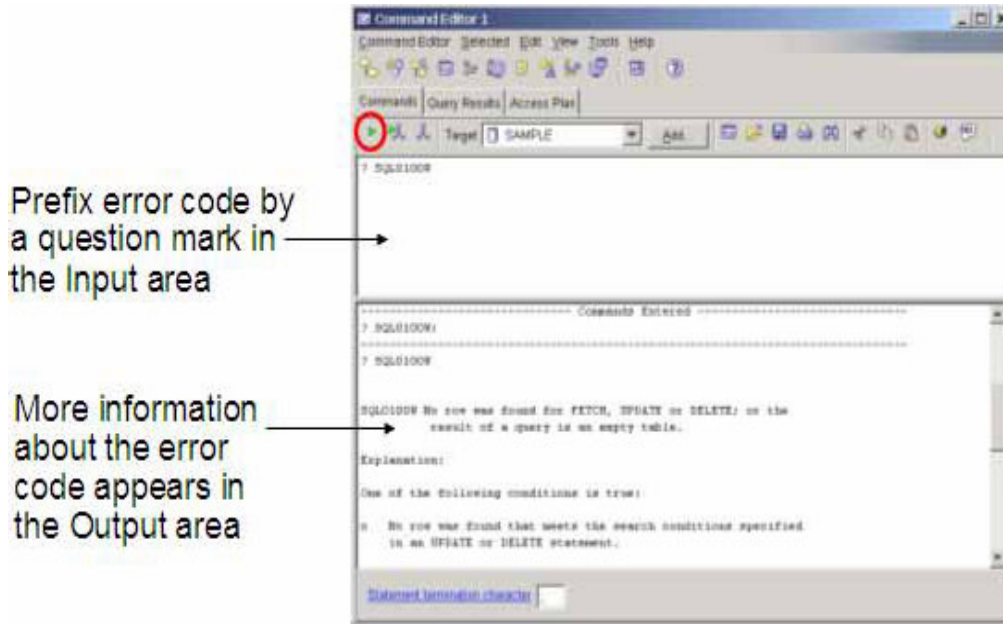 Command Editor 1
Command Editor Selected Edit View Tools Help
Commands Query Results Access Plan
Target SAMPLE Add...
? SQL0100W
Prefix error code by
a question mark in
the Input area
------------------------------ Commands Entered ------------------------------
? SQL0100W;
------------------------------------------------------------------------------
? SQL0100W
SQL0100W No row was found for FETCH, UPDATE or DELETE; or the
result of a query is an empty table.
Explanation:
One of the following conditions is true:
o No row was found that meets the search conditions specified
in an UPDATE or DELETE statement.
More information
about the error
code appears in
the Output area
Statement termination character